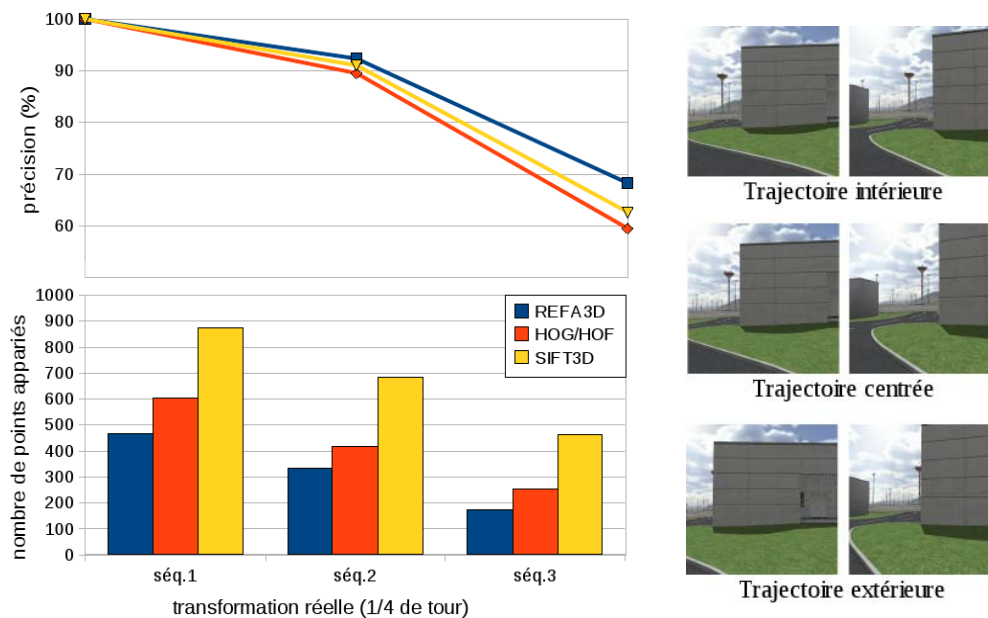 100
90
80
70
60
précision (%)
1000
900
800
700
600
500
400
300
200
100
0
nombre de points appariés
REFA3D
HOG/HOF
SIFT3D
séq.1
séq.2
séq.3
transformation réelle (1/4 de tour)
Trajectoire intérieure
Trajectoire centrée
Trajectoire extérieure